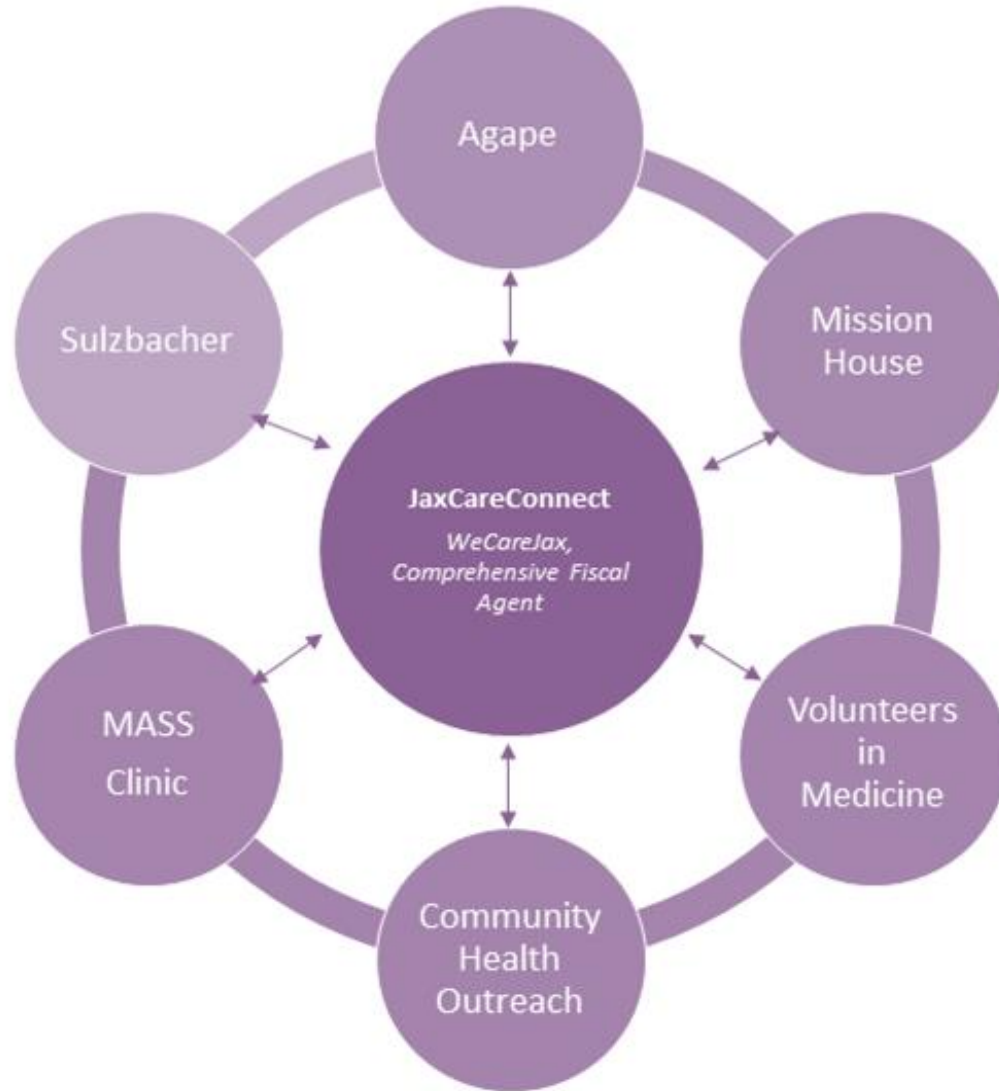 Agape
Sulzbacher
Mission
House
JaxCareConnect
WeCareJax,
Comprehensive Fiscal
Agent
MASS
Clinic
Volunteers
in
Medicine
Community
Health
Outreach